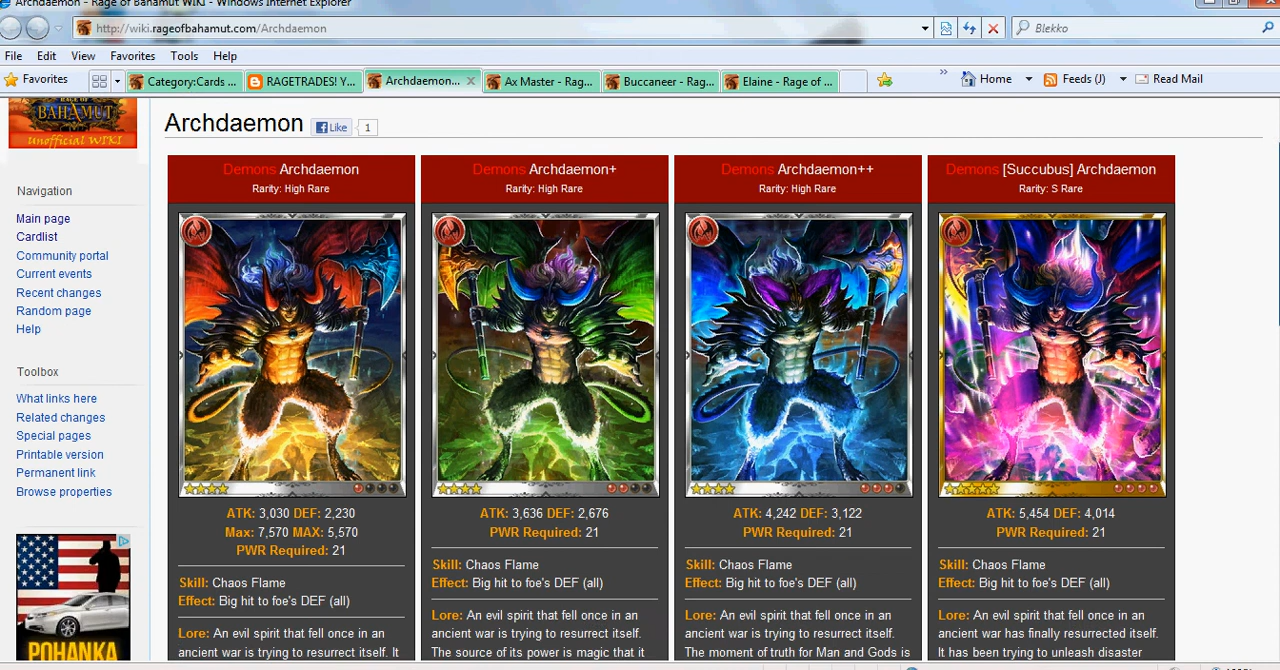 Archdaemon - Rage of Bahamut WIKI - Windows Internet Explorer
http://wiki.rageofbahamut.com/Archdaemon
Blekko
File Edit View Favorites Tools Help
Favorites
Category:Cards ...
RAGETRADES! Y...
Archdaemon...
Ax Master - Rag...
Buccaneer - Rag...
Elaine - Rage of ...
Home
Feeds (J)
Read Mail
RAGE OF
BAHAMUT
Unofficial WIKI
Navigation
Main page
Cardlist
Community portal
Current events
Recent changes
Random page
Help
Toolbox
What links here
Related changes
Special pages
Printable version
Permanent link
Browse properties
POHANKA
Archdaemon
Like 1
Demons Archdaemon
Rarity: High Rare
ATK: 3,030 DEF: 2,230
Max: 7,570 MAX: 5,570
PWR Required: 21
Skill: Chaos Flame
Effect: Big hit to foe's DEF (all)
Lore: An evil spirit that fell once in an
ancient war is trying to resurrect itself. It
Demons Archdaemon+
Rarity: High Rare
ATK: 3,636 DEF: 2,676
PWR Required: 21
Skill: Chaos Flame
Effect: Big hit to foe's DEF (all)
Lore: An evil spirit that fell once in an
ancient war is trying to resurrect itself.
The source of its power is magic that it
Demons Archdaemon++
Rarity: High Rare
ATK: 4,242 DEF: 3,122
PWR Required: 21
Skill: Chaos Flame
Effect: Big hit to foe's DEF (all)
Lore: An evil spirit that fell once in an
ancient war is trying to resurrect itself.
The moment of truth for Man and Gods is
Demons [Succubus] Archdaemon
Rarity: S Rare
ATK: 5,454 DEF: 4,014
PWR Required: 21
Skill: Chaos Flame
Effect: Big hit to foe's DEF (all)
Lore: An evil spirit that fell once in an
ancient war has finally resurrected itself.
It has been trying to unleash disaster